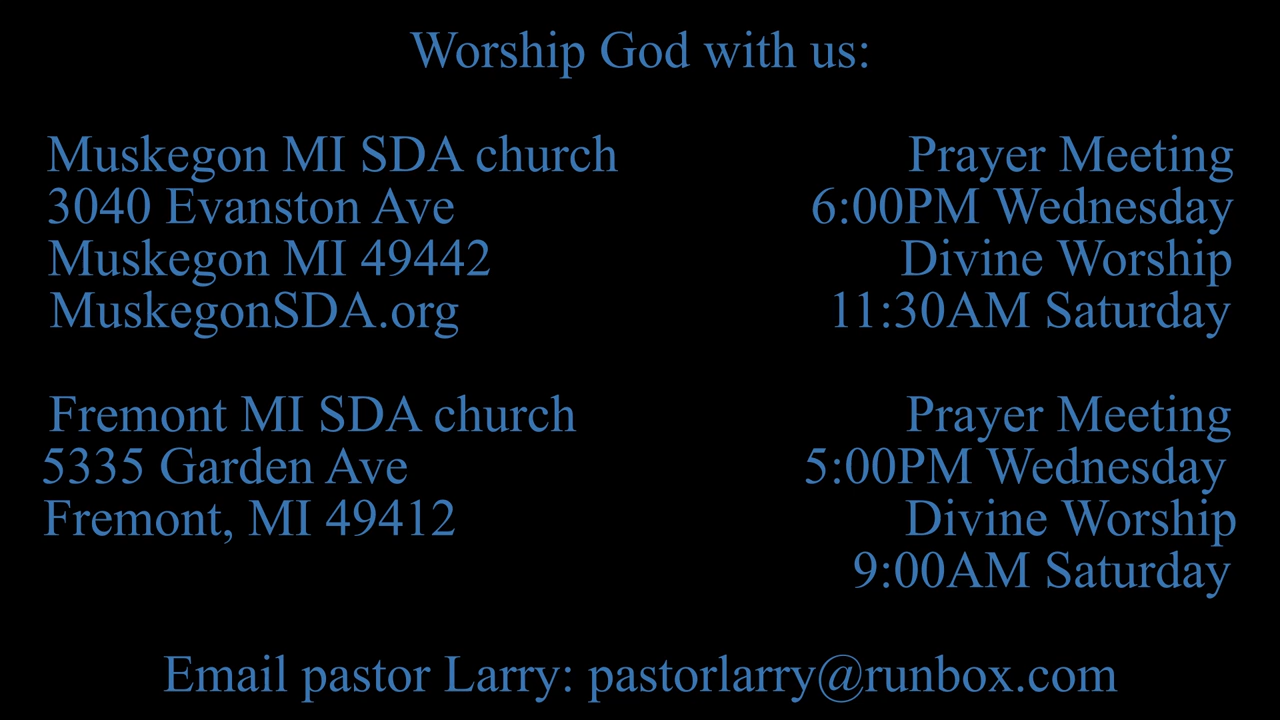 Worship God with us:
Muskegon MI SDA church
3040 Evanston Ave
Muskegon MI 49442
MuskegonSDA.org
Prayer Meeting
6:00PM Wednesday
Divine Worship
11:30AM Saturday
Fremont MI SDA church
5335 Garden Ave
Fremont, MI 49412
Prayer Meeting
5:00PM Wednesday
Divine Worship
9:00AM Saturday
Email pastor Larry: pastorlarry@runbox.com